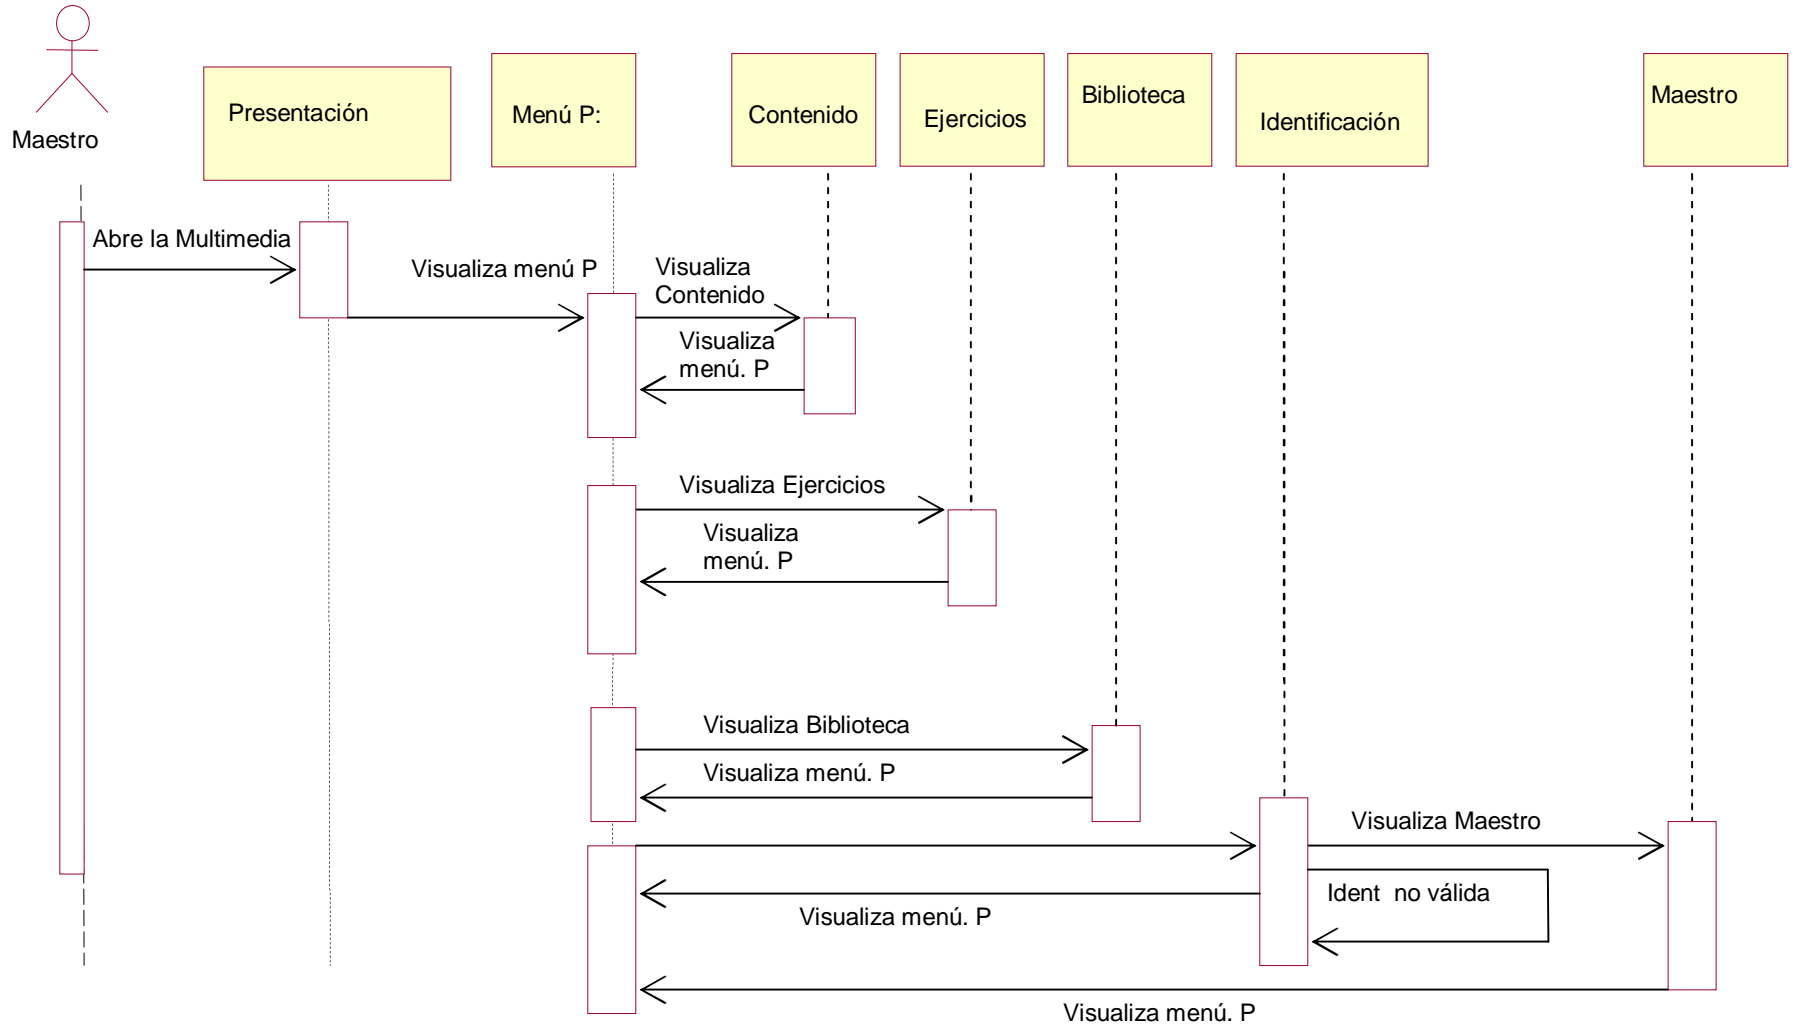 Maestro
Presentación
Menú P:
Contenido
Ejercicios
Biblioteca
Identificación
Maestro
Abre la Multimedia
Visualiza menú P
Visualiza
Contenido
Visualiza
menú. P
Visualiza Ejercicios
Visualiza
menú. P
Visualiza Biblioteca
Visualiza menú. P
Visualiza Maestro
Ident  no válida
Visualiza menú. P
Visualiza menú. P